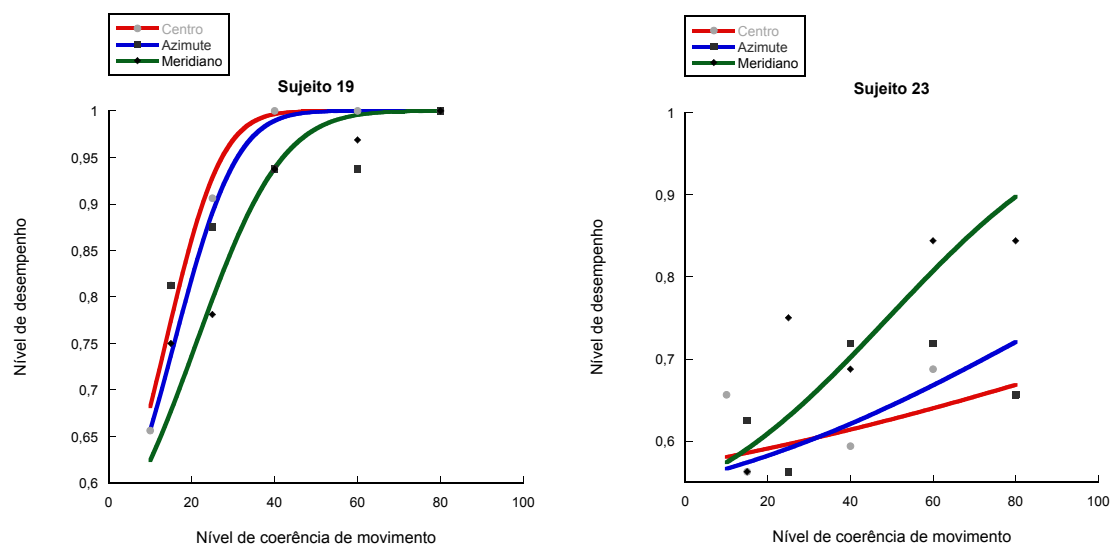 Centro
Azimute
Meridiano
Sujeito 19
1
0,95
0,9
0,85
0,8
0,75
0,7
0,65
0,6
0
20
40
60
80
100
Nível de desempenho
Nível de coerência de movimento
Centro
Azimute
Meridiano
Sujeito 23
1
0,9
0,8
0,7
0,6
0
20
40
60
80
100
Nível de desempenho
Nível de coerência de movimento